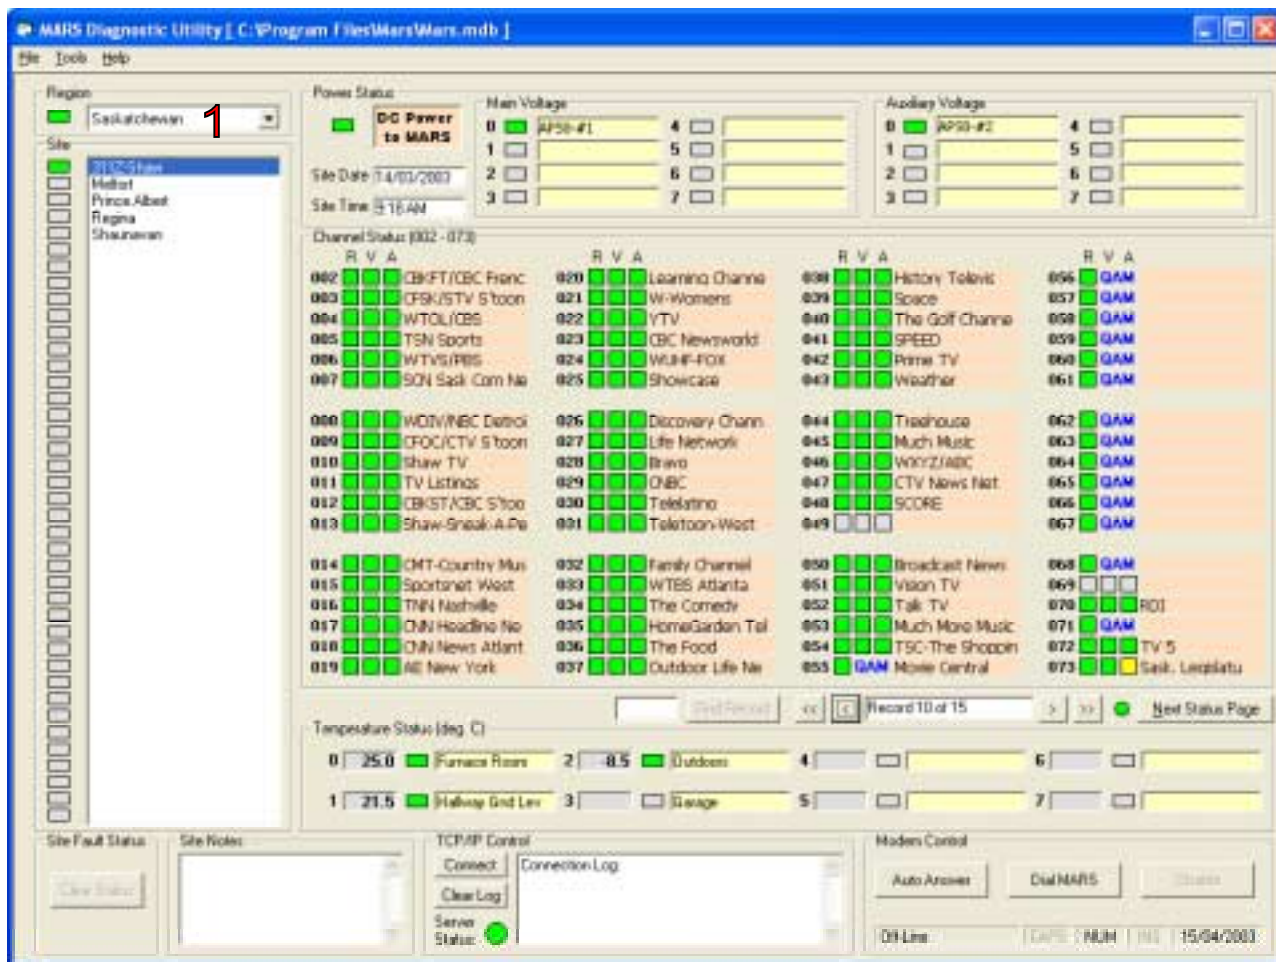 MARS Diagnostic Utility [ C:\Program Files\Mars\Mars.mdb ]
File Tools Help
Region
Saskatchewan 1
Site
Melfort
Prince Albert
Regina
Shaunavan
Power Status
DC Power
to MARS
Site Date 14/03/2003
Site Time 9:16 AM
Main Voltage
0 APS0-#1 4
1 5
2 6
3 7
Auxiliary Voltage
0 APS0-#2 4
1 5
2 6
3 7
Channel Status (002 - 073)
R V A R V A R V A R V A
002 CBKFT/CBC Frenc 020 Learning Channe 038 History Televis 056 QAM
003 CFSK/STV S'toon 021 W-Womens 039 Space 057 QAM
004 WTOL/CBS 022 YTV 040 The Golf Channe 058 QAM
005 TSN Sports 023 CBC Newsworld 041 SPEED 059 QAM
006 WTVS/PBS 024 WUHF-FOX 042 Prime TV 060 QAM
007 SCN Sask Com Ne 025 Showcase 043 Weather 061 QAM
008 WDIV/NBC Detroi 026 Discovery Chann 044 Treehouse 062 QAM
009 CFQC/CTV S'toon 027 Life Network 045 Much Music 063 QAM
010 Shaw TV 028 Bravo 046 WXYZ/ABC 064 QAM
011 TV Listings 029 CNBC 047 CTV News Net 065 QAM
012 CBKST/CBC S'too 030 Telelatino 048 SCORE 066 QAM
013 Shaw-Sneak-A-Pe 031 Teletoon-West 049 067 QAM
014 CMT-Country Mus 032 Family Channel 050 Broadcast News 068 QAM
015 Sportsnet West 033 WTBS Atlanta 051 Vision TV 069
016 TNN Nashville 034 The Comedy 052 Talk TV 070 RDI
017 CNN Headline Ne 035 HomeGarden Tel 053 Much More Music 071 QAM
018 CNN News Atlant 036 The Food 054 TSC-The Shoppin 072 TV 5
019 AE New York 037 Outdoor Life Ne 055 QAM Movie Central 073 Sask. Legislatu
Find Record << < Record 10 of 15 > >> Next Status Page
Temperature Status (deg. C)
0 25.0 Furnace Room 2 -8.5 Outdoors 4 6
1 21.5 Hallway Grid Lev 3 Garage 5 7
Site Fault Status
Clear Status
Site Notes
TCP/IP Control
Connect
Clear Log
Server
Status:
Connection Log:
Modem Control
Auto Answer Dial MARS
Off-Line CAPS NUM INS 15/04/2003